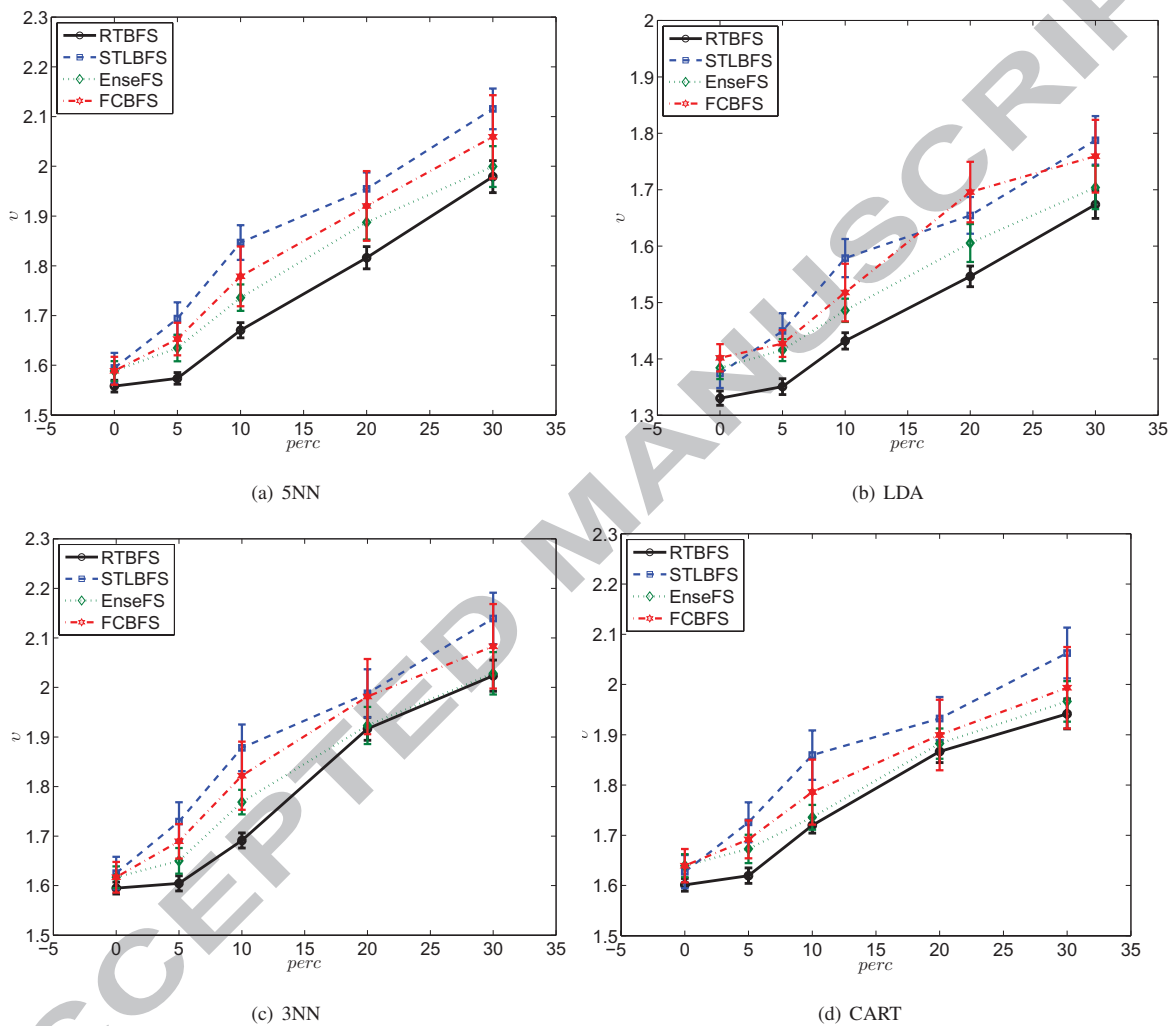 2.3
2.2
2.1
2
1.9
1.8
1.7
1.6
1.5
−5 0 5 10 15 20 25 30 35
v
perc
RTBFS
STLBFS
EnseFS
FCBFS
(a) 5NN
2
1.9
1.8
1.7
1.6
1.5
1.4
1.3
−5 0 5 10 15 20 25 30 35
v
perc
RTBFS
STLBFS
EnseFS
FCBFS
(b) LDA
2.3
2.2
2.1
2
1.9
1.8
1.7
1.6
1.5
−5 0 5 10 15 20 25 30 35
v
perc
RTBFS
STLBFS
EnseFS
FCBFS
(c) 3NN
2.3
2.2
2.1
2
1.9
1.8
1.7
1.6
1.5
−5 0 5 10 15 20 25 30 35
v
perc
RTBFS
STLBFS
EnseFS
FCBFS
(d) CART
CCEPTED MANUSCRIP